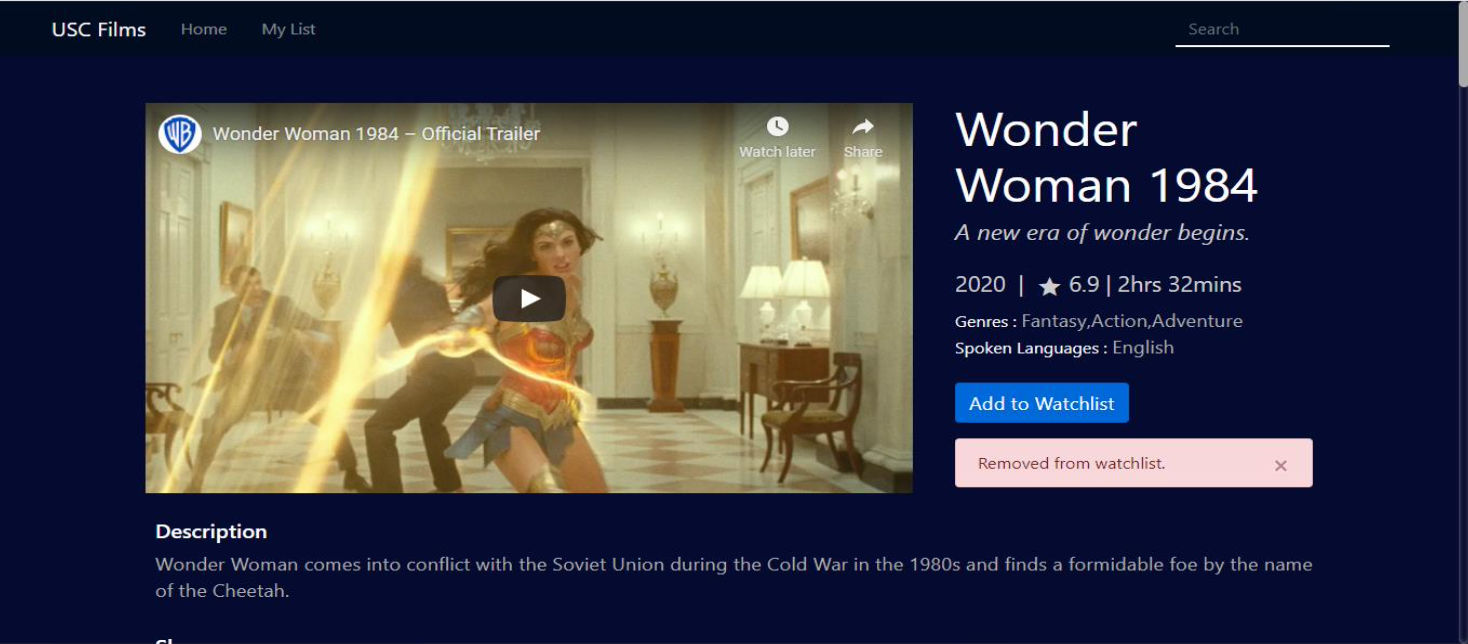 USC Films Home My List Search
WB Wonder Woman 1984 – Official Trailer
Watch later Share
Wonder
Woman 1984
A new era of wonder begins.
2020 | 6.9 | 2hrs 32mins
Genres : Fantasy,Action,Adventure
Spoken Languages : English
Add to Watchlist
Removed from watchlist. ×
Description
Wonder Woman comes into conflict with the Soviet Union during the Cold War in the 1980s and finds a formidable foe by the name
of the Cheetah.